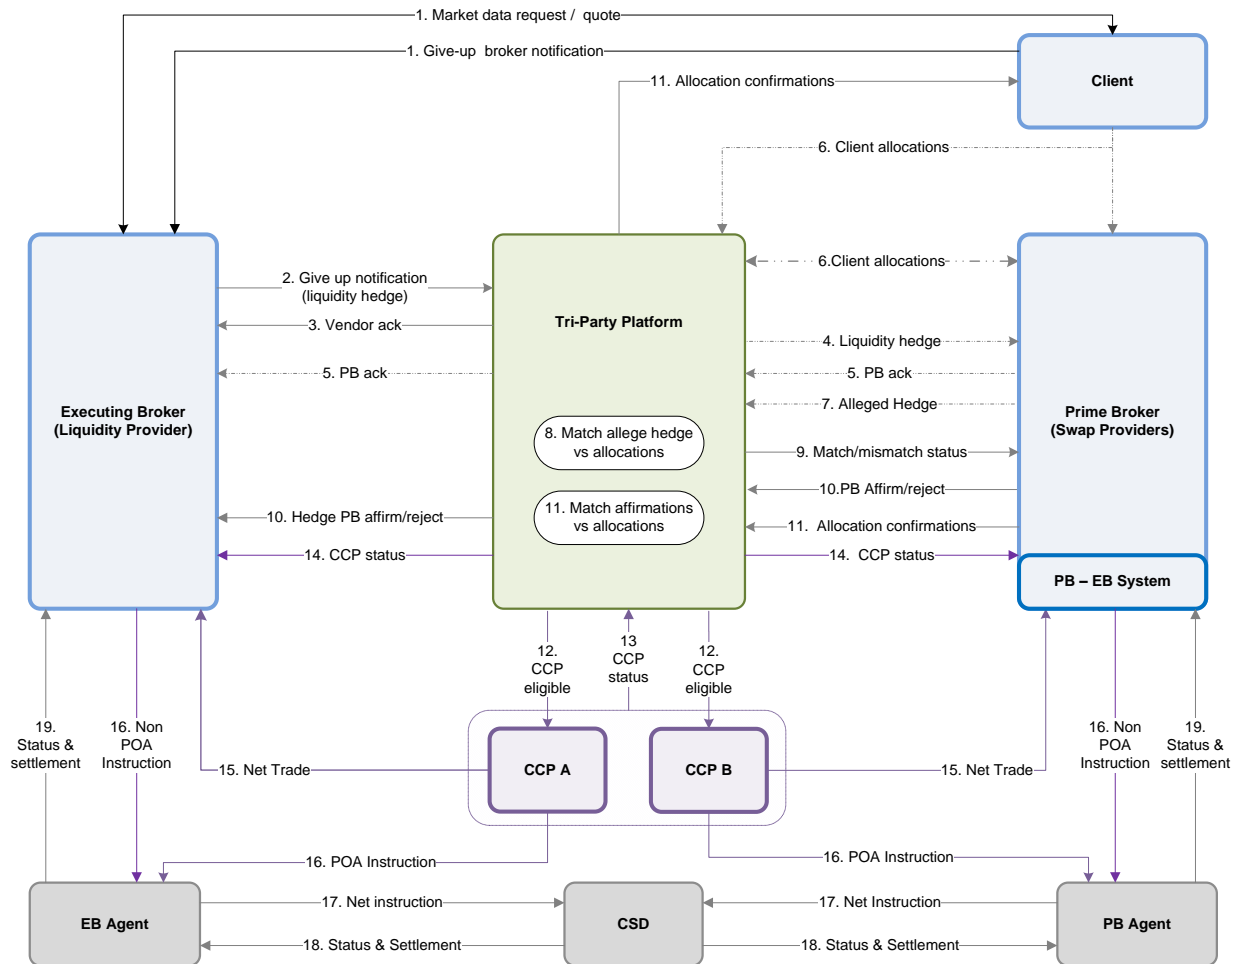 1. Market data request /  quote
1. Give-up  broker notification
11. Allocation confirmations
Client
6. Client allocations
2. Give up notification
(liquidity hedge)
6.Client allocations
3. Vendor ack
Tri-Party Platform
4. Liquidity hedge
5. PB ack
5. PB ack
7. Alleged Hedge
Executing Broker
(Liquidity Provider)
Prime Broker
(Swap Providers)
8. Match allege hedge
vs allocations
9. Match/mismatch status
10.PB Affirm/reject
11. Match affirmations
vs allocations
10. Hedge PB affirm/reject
11.  Allocation confirmations
14. CCP status
14.  CCP status
PB – EB System
12.
CCP
eligible
13
CCP
status
12.
CCP
eligible
19.
Status &
settlement
16. Non
POA
Instruction
16. Non
POA
Instruction
19.
Status &
settlement
15. Net Trade
CCP A
CCP B
15. Net Trade
16. POA Instruction
16. POA Instruction
EB Agent
17. Net instruction
CSD
17. Net Instruction
PB Agent
18. Status & Settlement
18. Status & Settlement